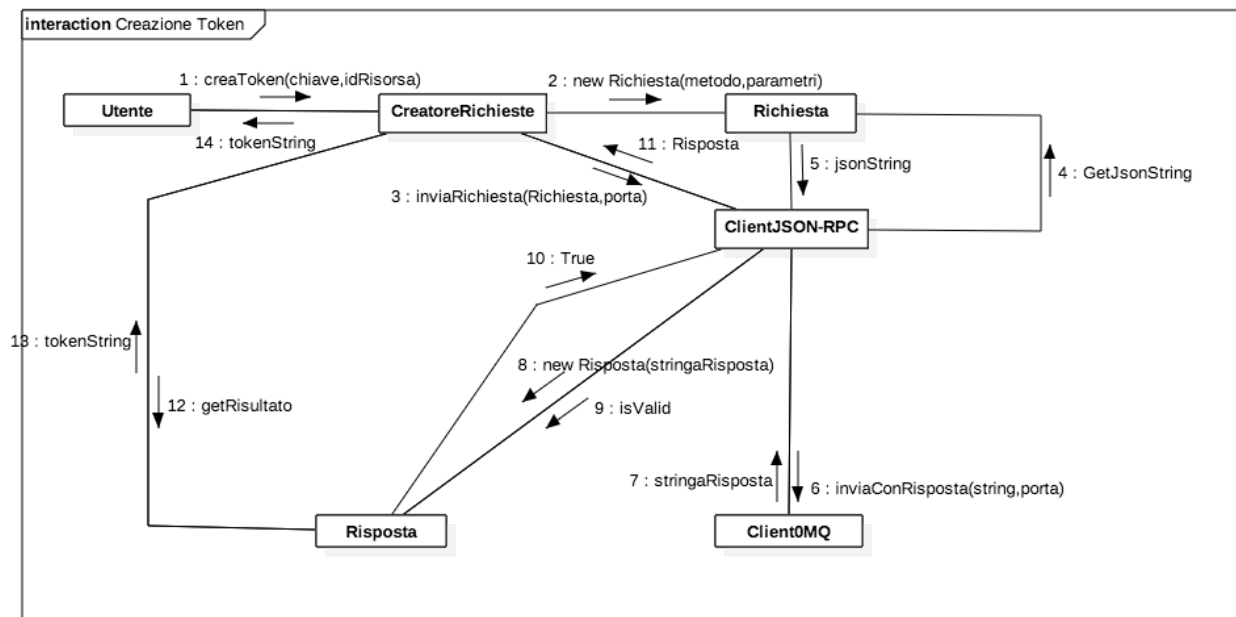 interaction Creazione Token
1 : creaToken(chiave,idRisorsa)
2 : new Richiesta(metodo,parametri)
Utente
CreatoreRichieste
Richiesta
14 : tokenString
11 : Risposta
5 : jsonString
4 : GetJsonString
3 : inviaRichiesta(Richiesta,porta)
ClientJSON-RPC
10 : True
13 : tokenString
8 : new Risposta(stringaRisposta)
12 : getRisultato
9 : isValid
7 : stringaRisposta
6 : inviaConRisposta(string,porta)
Risposta
Client0MQ